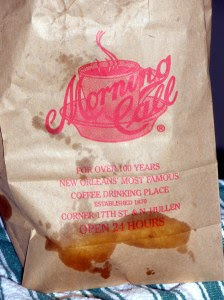 Morning
Call
®
FOR OVER 100 YEARS
NEW ORLEANS' MOST FAMOUS
COFFEE DRINKING PLACE
ESTABLISHED 1870
CORNER 17TH ST & N. HULLEN
OPEN 24 HOURS